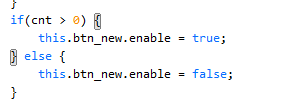 }
if(cnt > 0) {
    this.btn_new.enable = true;
} else {
    this.btn_new.enable = false;
}